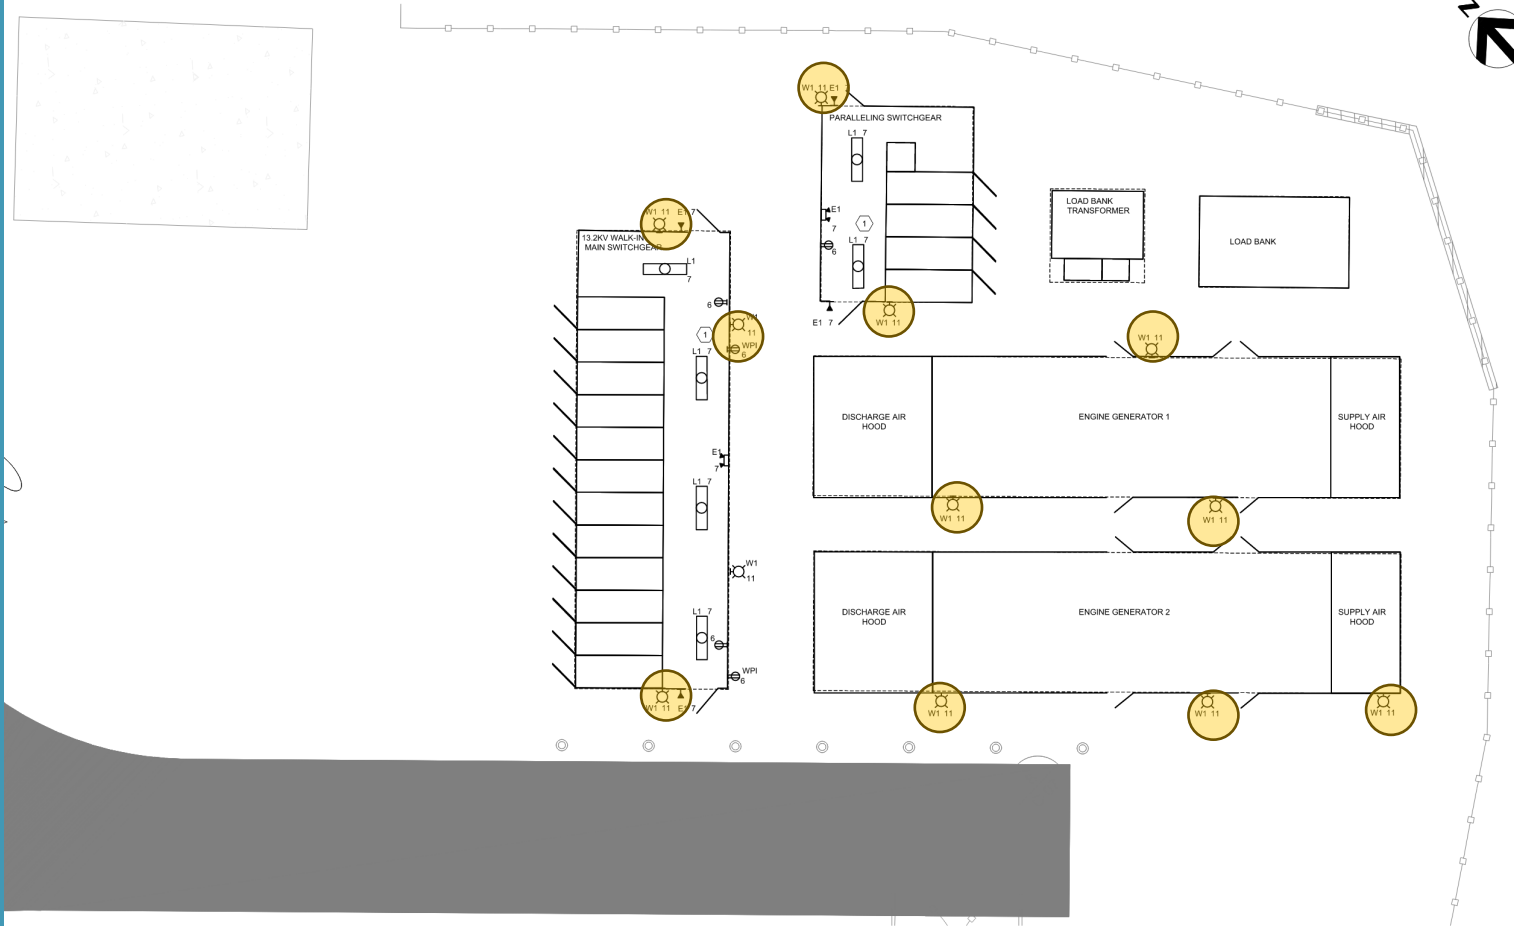 N
W1 11 E1 7
PARALLELING SWITCHGEAR
L1 7
E1
7
1
6
L1 7
E1 7
W1 11
LOAD BANK
TRANSFORMER
LOAD BANK
W1 11 E1 7
13.2KV WALK-IN
MAIN SWITCHGEAR
L1
7
6
W1
11
1
WPI
6
L1 7
E1
7
L1 7
W1
11
L1 7
6
WPI
6
W1 11 E1 7
W1 11
DISCHARGE AIR
HOOD
ENGINE GENERATOR 1
SUPPLY AIR
HOOD
W1 11
W1 11
DISCHARGE AIR
HOOD
ENGINE GENERATOR 2
SUPPLY AIR
HOOD
W1 11
W1 11
W1 11